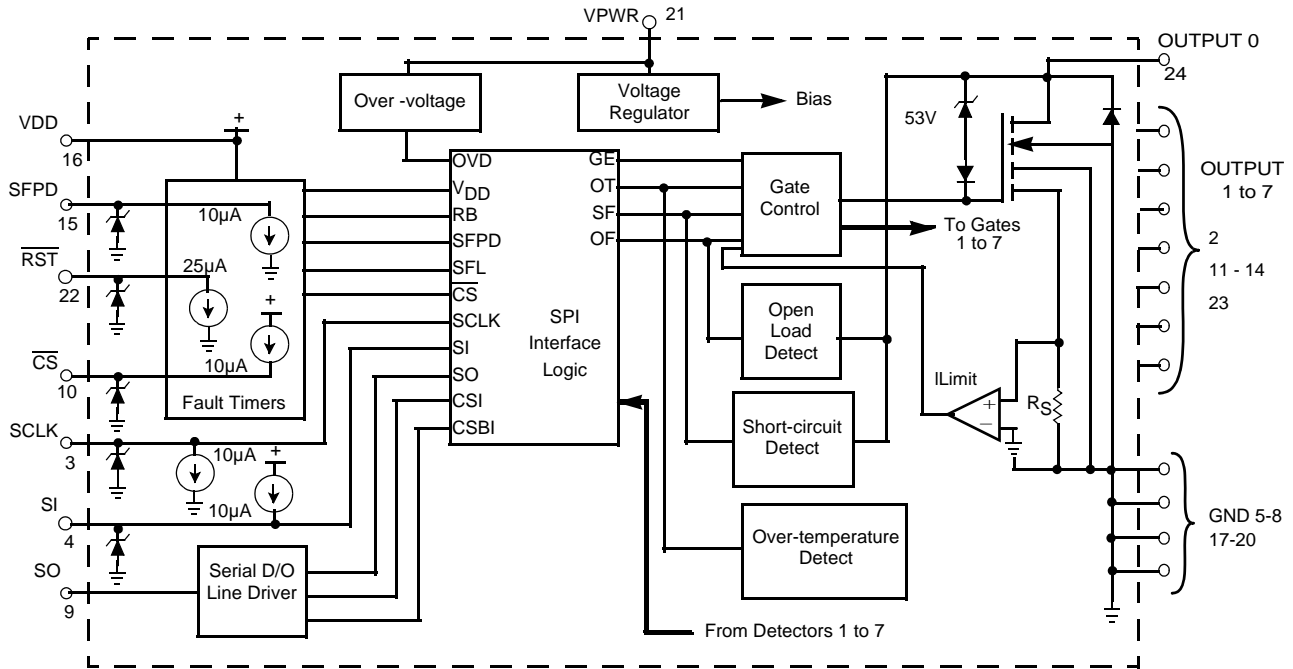 VPWR 21
OUTPUT 0
24
Over -voltage
Voltage
Regulator
Bias
VDD
16
+
53V
SFPD
15
10µA
RST
22
25µA
+
10µA
CS
10
Fault Timers
SCLK
3
10µA
+
10µA
SI
4
SO
9
Serial D/O
Line Driver
OVD
VDD
RB
SFPD
SFL
CS
SCLK
SI
SO
CSI
CSBI
GE
OT
SF
OF
SPI
Interface
Logic
Gate
Control
To Gates
1 to 7
Open
Load
Detect
Short-circuit
Detect
Over-temperature
Detect
From Detectors 1 to 7
ILimit
+
−
RS
OUTPUT
1 to 7
2
11 - 14
23
GND 5-8
17-20